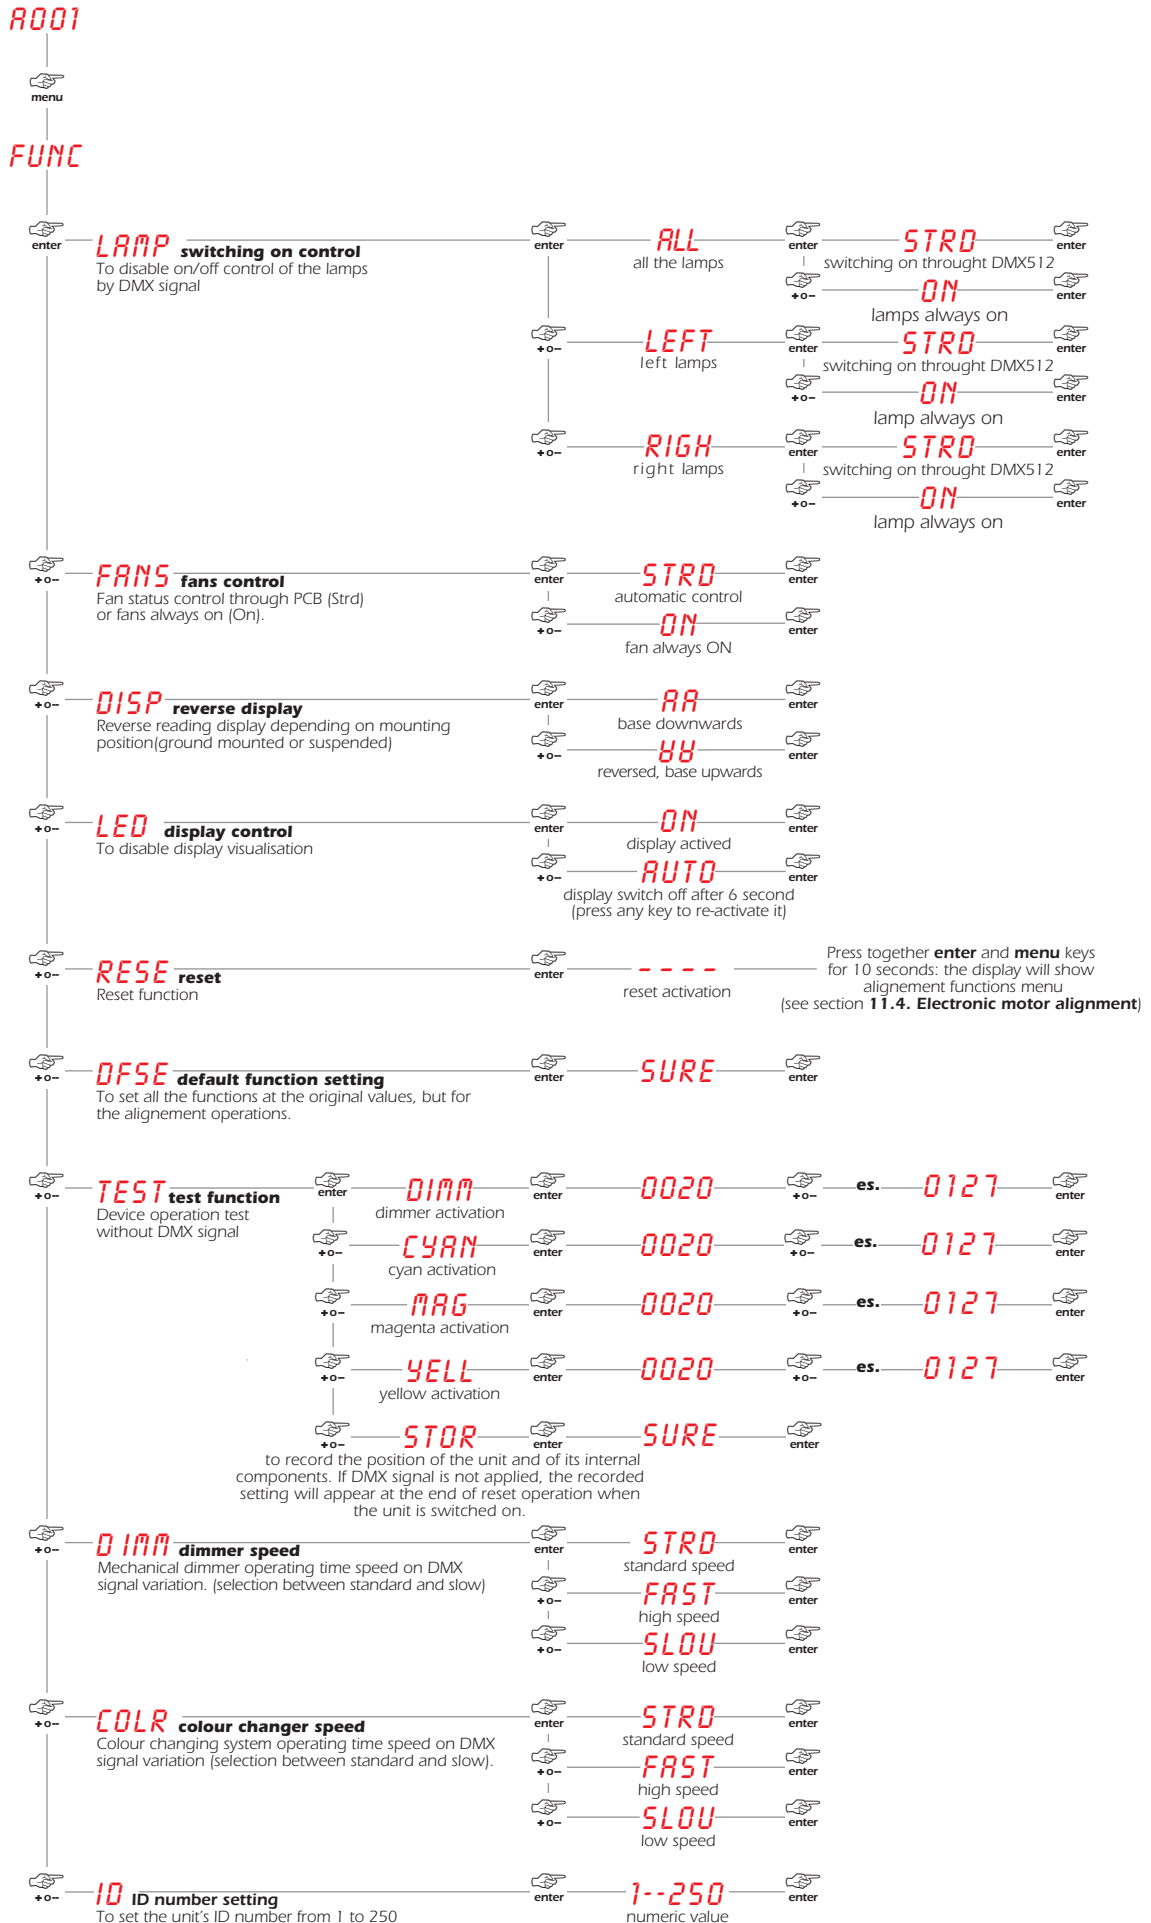 A001
menu
FUNC
enter LAMP switching on control enter ALL enter STRD enter
To disable on/off control of the lamps
by DMX signal
all the lamps
switching on throught DMX512
+o- ON enter
lamps always on
+o- LEFT enter STRD enter
left lamps
switching on throught DMX512
+o- ON enter
lamp always on
+o- RIGH enter STRD enter
right lamps
switching on throught DMX512
+o- ON enter
lamp always on
+o- FANS fans control enter STRD enter
Fan status control through PCB (Strd)
or fans always on (On).
automatic control
+o- ON enter
fan always ON
+o- DISP reverse display enter AA enter
Reverse reading display depending on mounting
position(ground mounted or suspended)
base downwards
+o- enter
reversed, base upwards
+o- LED display control enter ON enter
To disable display visualisation
display actived
+o- AUTO enter
display switch off after 6 second
(press any key to re-activate it)
+o- RESE reset enter - - - -
Reset function
reset activation
Press together enter and menu keys
for 10 seconds: the display will show
alignement functions menu
(see section 11.4. Electronic motor alignment)
+o- DFSE default function setting enter SURE enter
To set all the functions at the original values, but for
the alignement operations.
+o- TEST test function enter DIMM enter 0020 +o- es. 0127 enter
Device operation test
without DMX signal
dimmer activation
+o- CYAN enter 0020 +o- es. 0127 enter
cyan activation
+o- MAG enter 0020 +o- es. 0127 enter
magenta activation
+o- YELL enter 0020 +o- es. 0127 enter
yellow activation
+o- STOR enter SURE enter
to record the position of the unit and of its internal
components. If DMX signal is not applied, the recorded
setting will appear at the end of reset operation when
the unit is switched on.
+o- DIMM dimmer speed enter STRD enter
Mechanical dimmer operating time speed on DMX
signal variation. (selection between standard and slow)
standard speed
+o- FAST enter
high speed
+o- SLOU enter
low speed
+o- COLR colour changer speed enter STRD enter
Colour changing system operating time speed on DMX
signal variation (selection between standard and slow).
standard speed
+o- FAST enter
high speed
+o- SLOU enter
low speed
+o- ID ID number setting enter 1--250 enter
To set the unit's ID number from 1 to 250
numeric value